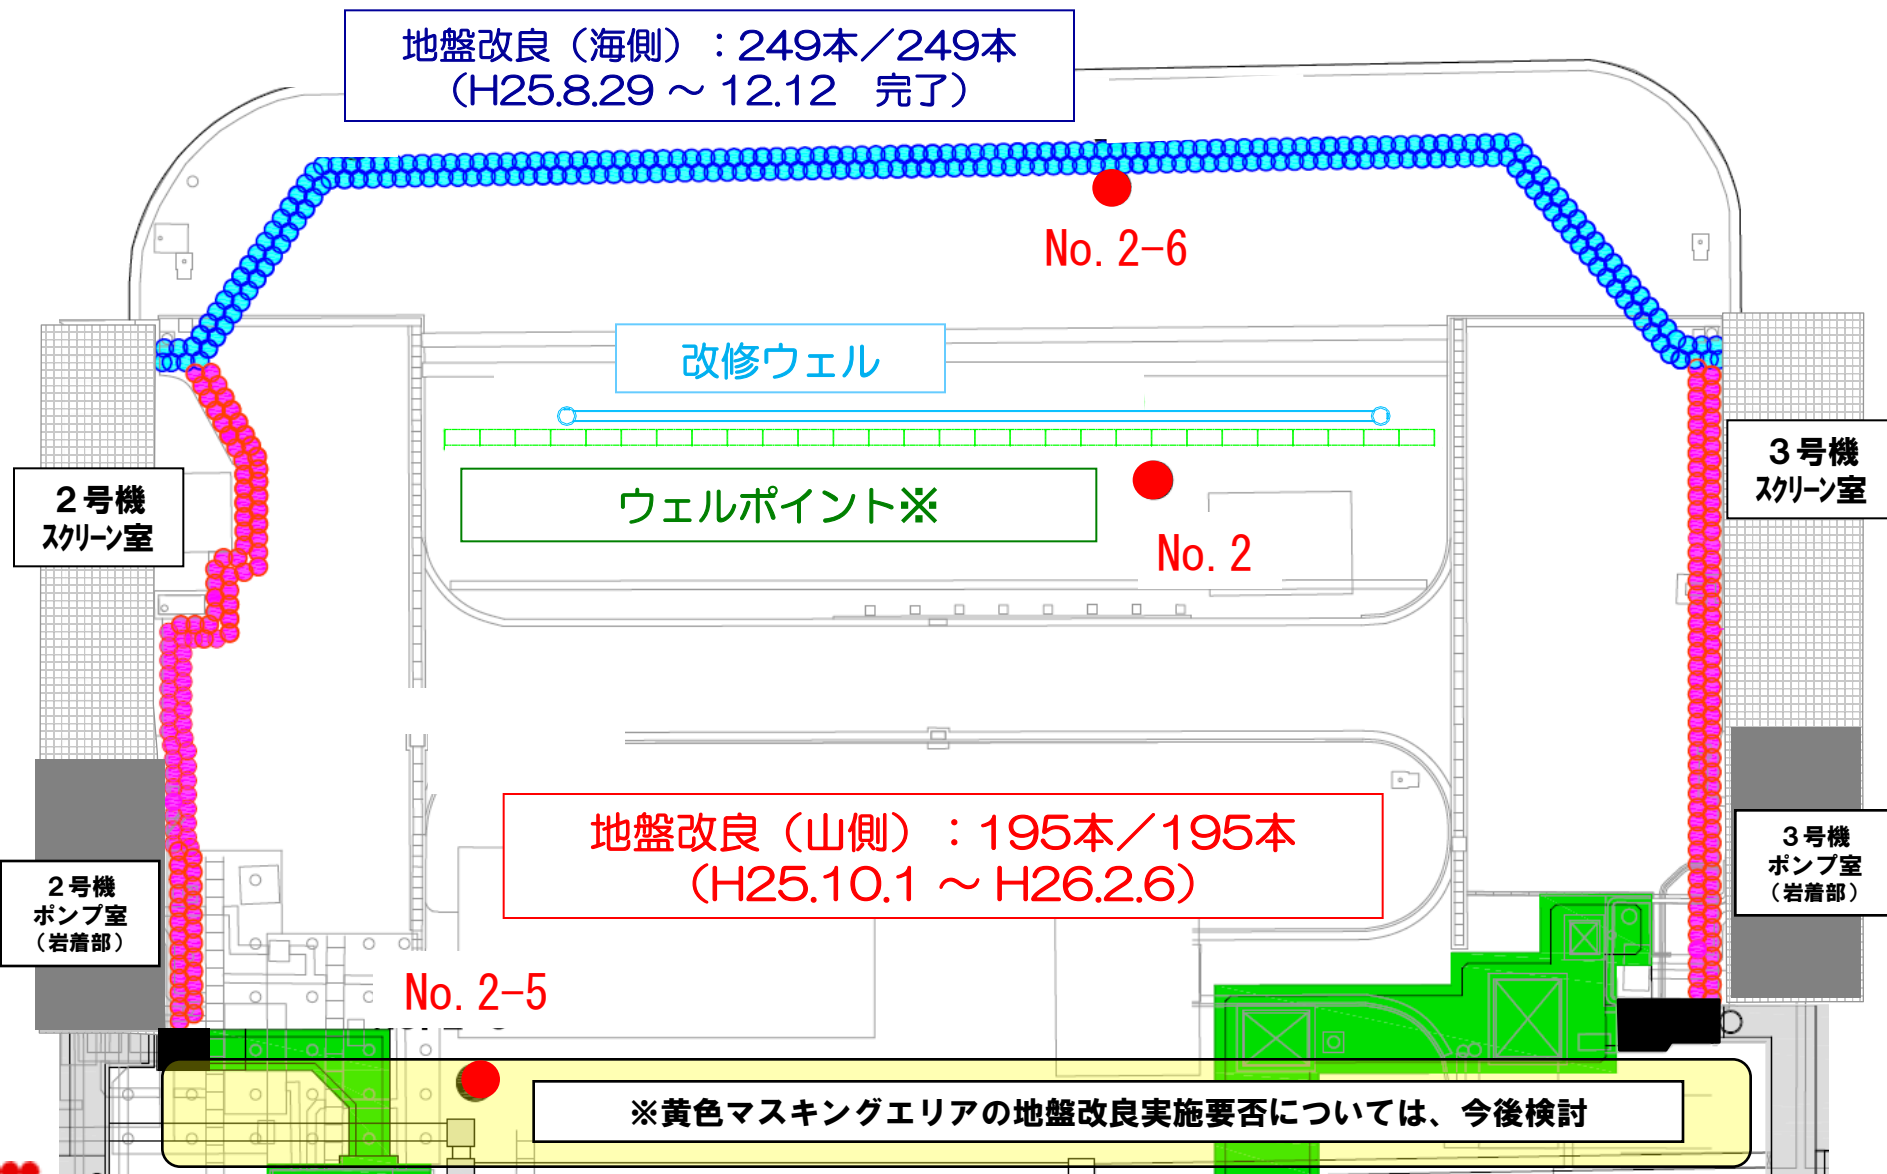 地盤改良（海側）：249本／249本
（H25.8.29 ～ 12.12　完了）
No. 2-6
改修ウェル
2号機
スクリーン室
3号機
スクリーン室
ウェルポイント※
No. 2
地盤改良（山側）：195本／195本
（H25.10.1 ～ H26.2.6）
2号機
ポンプ室
（岩着部）
3号機
ポンプ室
（岩着部）
No. 2-5
※黄色マスキングエリアの地盤改良実施要否については、今後検討